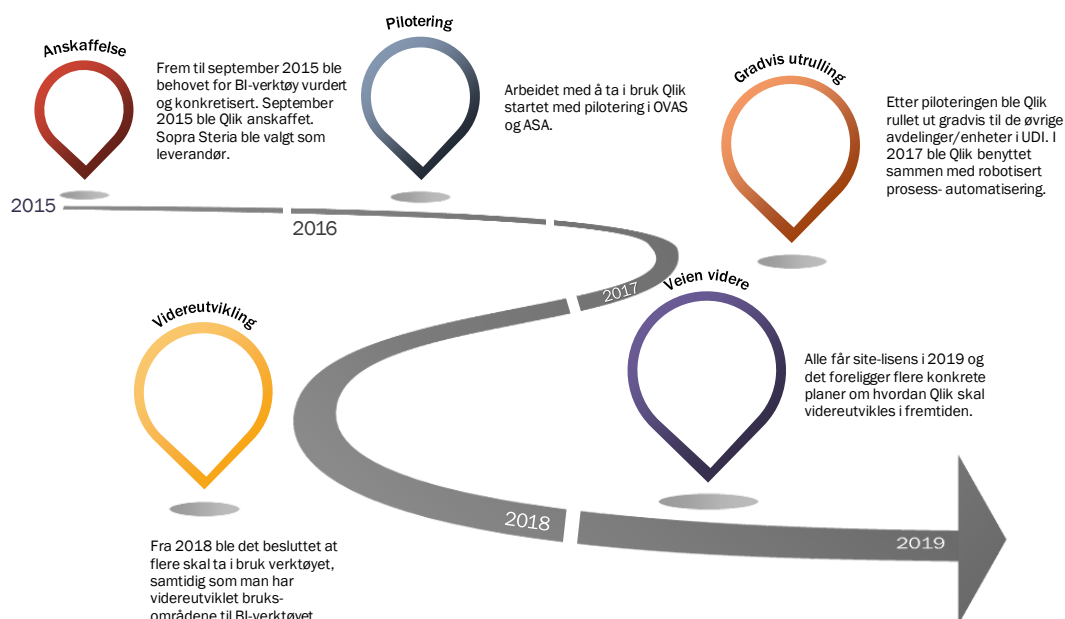 Anskaffelse
Frem til september 2015 ble
behovet for BI-verktøy vurdert
og konkretisert. September
2015 ble Qlik anskaffet.
Sopra Steria ble valgt som
leverandør.
Pilotering
Arbeidet med å ta i bruk Qlik
startet med pilotering i OVAS
og ASA.
Gradvis utrulling
Etter piloteringen ble Qlik
rullet ut gradvis til de øvrige
avdelinger/enheter i UDI. I
2017 ble Qlik benyttet
sammen med robotisert
prosess- automatisering.
2015
2016
2017
Videreutvikling
Fra 2018 ble det besluttet at
flere skal ta i bruk verktøyet,
samtidig som man har
videreutviklet bruks-
områdene til BI-verktøyet
Veien videre
Alle får site-lisens i 2019 og
det foreligger flere konkrete
planer om hvordan Qlik skal
videreutvikles i fremtiden.
2018
2019